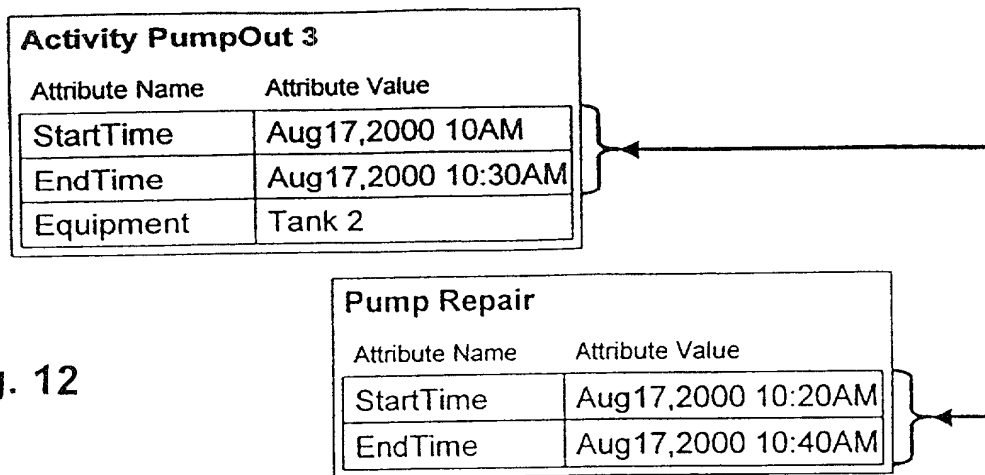 Activity PumpOut 3
Attribute Name Attribute Value
StartTime Aug17,2000 10AM
EndTime Aug17,2000 10:30AM
Equipment Tank 2
Pump Repair
Attribute Name Attribute Value
StartTime Aug17,2000 10:20AM
EndTime Aug17,2000 10:40AM
. 12